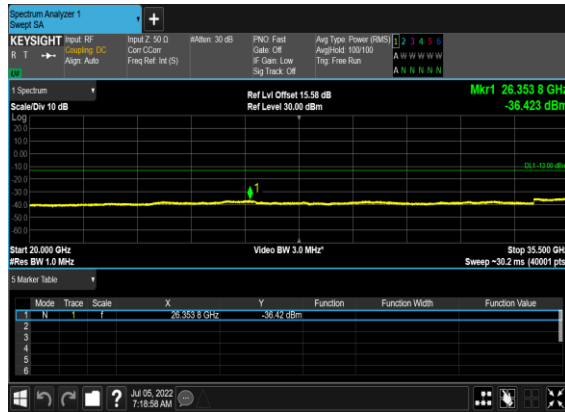 Spectrum Analyzer 1
Swept SA
+
KEYSIGHT Input: RF Input Z: 50 Ω #Atten: 30 dB PNO: Fast Avg Type: Power (RMS) 1 2 3 4 5 6
R T Coupling: DC Corr CCorr Gate: Off Avg|Hold: 100/100 A W W W W W
Align: Auto Freq Ref: Int (S) IF Gain: Low Trig: Free Run
LXI Sig Track: Off A N N N N N
1 Spectrum Ref Lvl Offset 15.58 dB Mkr1 26.353 8 GHz
Scale/Div 10 dB Ref Level 30.00 dBm -36.423 dBm
Log
20.0
10.0
0.00
-10.0 DL1 -13.00 dBm
-20.0
-30.0 1
-40.0
-50.0
-60.0
Start 20.000 GHz Video BW 3.0 MHz* Stop 35.500 GHz
#Res BW 1.0 MHz Sweep ~30.2 ms (40001 pts)
5 Marker Table
Mode Trace Scale X Y Function Function Width Function Value
1 N 1 f 26.353 8 GHz -36.42 dBm
2
3
4
5
6
? Jul 05, 2022
7:18:58 AM